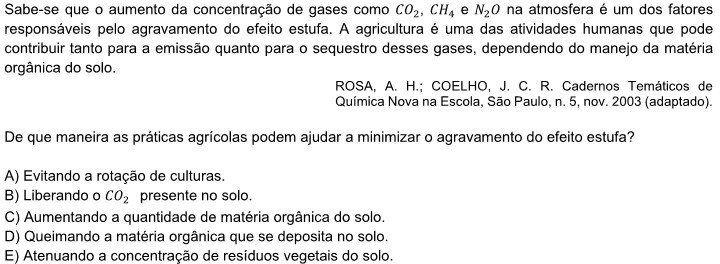 Sabe-se que o aumento da concentração de gases como CO₂, CH₄ e N₂O na atmosfera é um dos fatores
responsáveis pelo agravamento do efeito estufa. A agricultura é uma das atividades humanas que pode
contribuir tanto para a emissão quanto para o sequestro desses gases, dependendo do manejo da matéria
orgânica do solo.
ROSA, A. H.; COELHO, J. C. R. Cadernos Temáticos de
Química Nova na Escola, São Paulo, n. 5, nov. 2003 (adaptado).
De que maneira as práticas agrícolas podem ajudar a minimizar o agravamento do efeito estufa?
A) Evitando a rotação de culturas.
B) Liberando o CO₂ presente no solo.
C) Aumentando a quantidade de matéria orgânica do solo.
D) Queimando a matéria orgânica que se deposita no solo.
E) Atenuando a concentração de resíduos vegetais do solo.